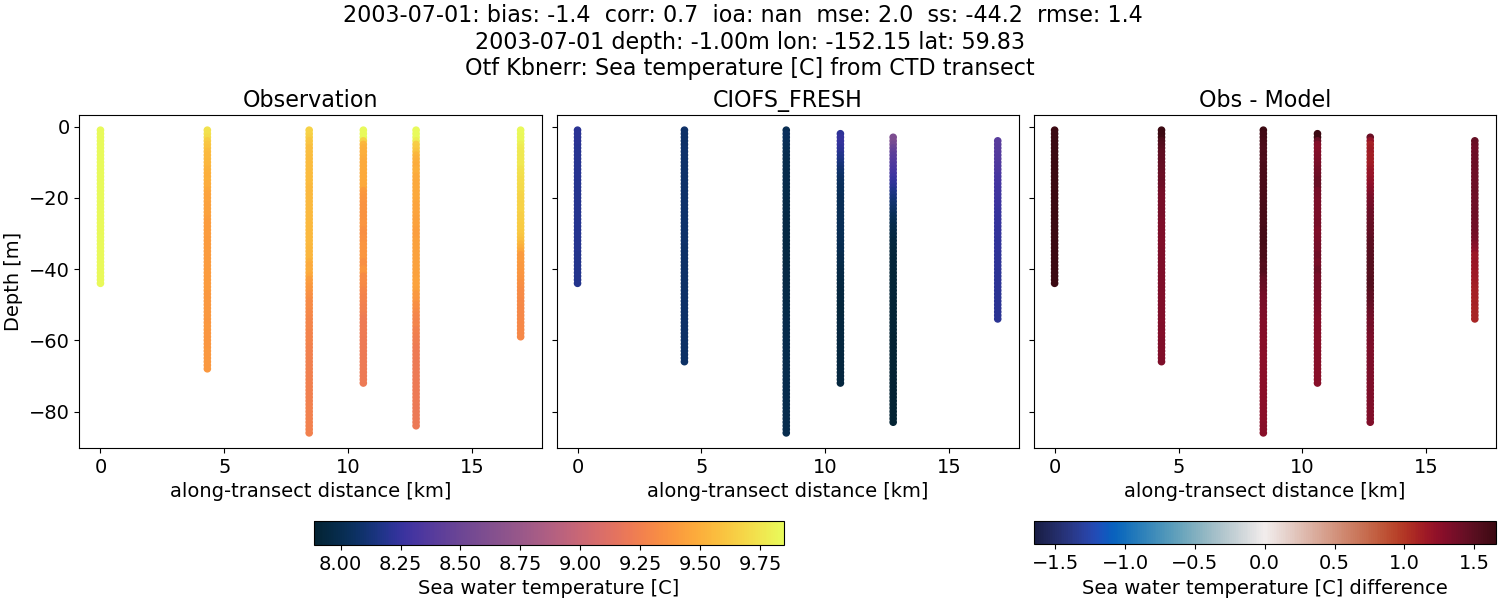 2003-07-01: bias: -1.4  corr: 0.7  ioa: nan  mse: 2.0  ss: -44.2  rmse: 1.4
2003-07-01 depth: -1.00m lon: -152.15 lat: 59.83
Otf Kbnerr: Sea temperature [C] from CTD transect
Observation
CIOFS_FRESH
Obs - Model
Depth [m]
0
−20
−40
−60
−80
0 5 10 15
0 5 10 15
0 5 10 15
along-transect distance [km]
along-transect distance [km]
along-transect distance [km]
8.00 8.25 8.50 8.75 9.00 9.25 9.50 9.75
Sea water temperature [C]
−1.5 −1.0 −0.5 0.0 0.5 1.0 1.5
Sea water temperature [C] difference